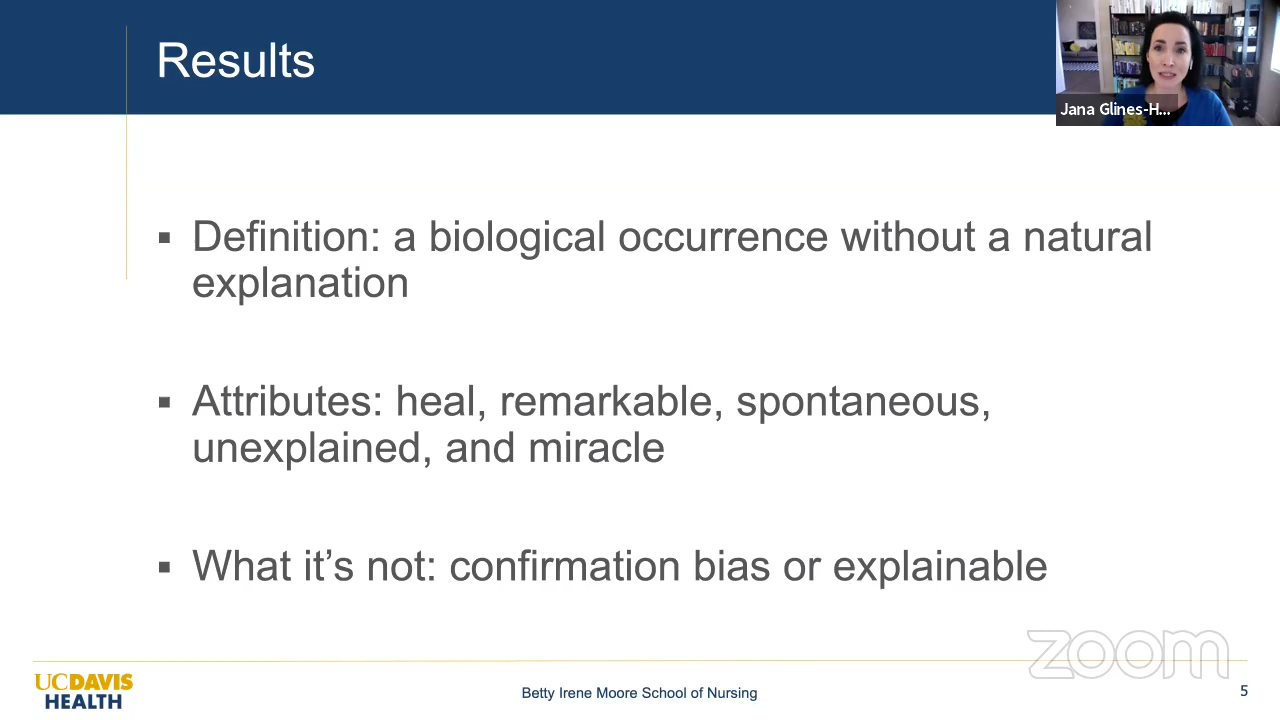 Results
Jana Glines-H...
▪ Definition: a biological occurrence without a natural
explanation
▪ Attributes: heal, remarkable, spontaneous,
unexplained, and miracle
▪ What it’s not: confirmation bias or explainable
zoom
UCDAVIS
HEALTH
Betty Irene Moore School of Nursing
5